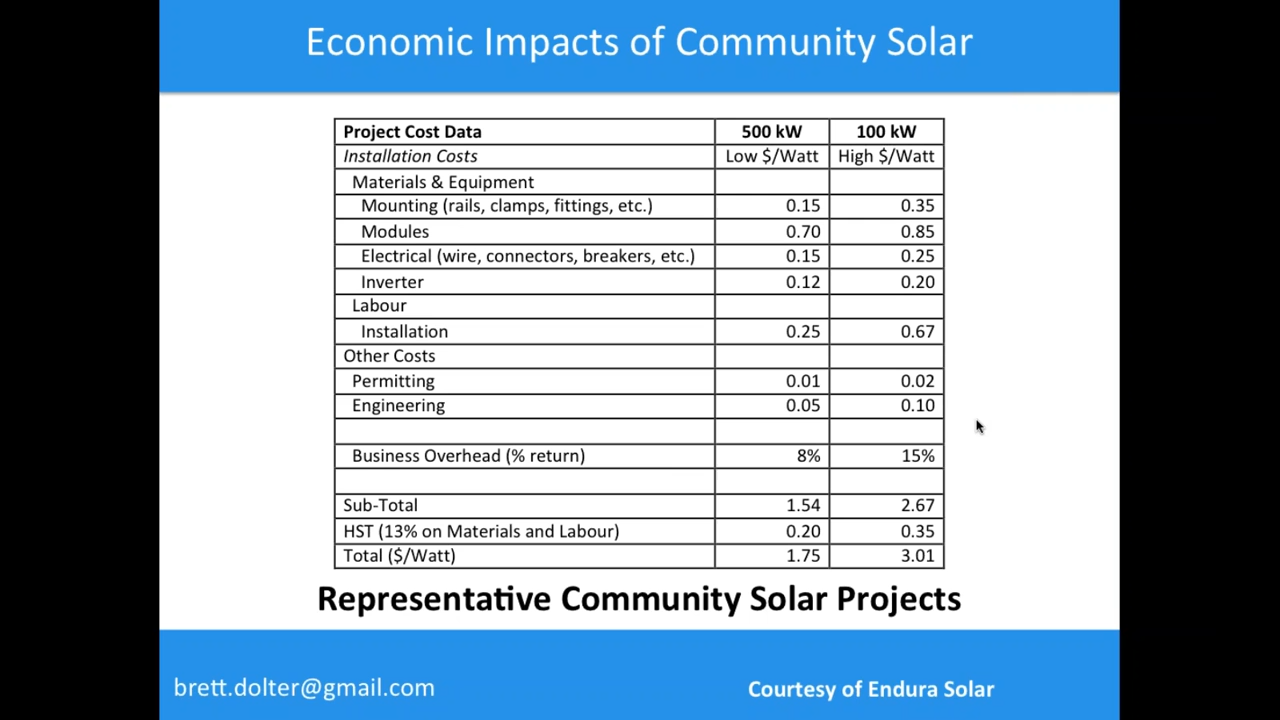 Economic Impacts of Community Solar
Project Cost Data 500 kW 100 kW
Installation Costs Low $/Watt High $/Watt
Materials & Equipment
Mounting (rails, clamps, fittings, etc.) 0.15 0.35
Modules 0.70 0.85
Electrical (wire, connectors, breakers, etc.) 0.15 0.25
Inverter 0.12 0.20
Labour
Installation 0.25 0.67
Other Costs
Permitting 0.01 0.02
Engineering 0.05 0.10
Business Overhead (% return) 8% 15%
Sub-Total 1.54 2.67
HST (13% on Materials and Labour) 0.20 0.35
Total ($/Watt) 1.75 3.01
Representative Community Solar Projects
brett.dolter@gmail.com Courtesy of Endura Solar